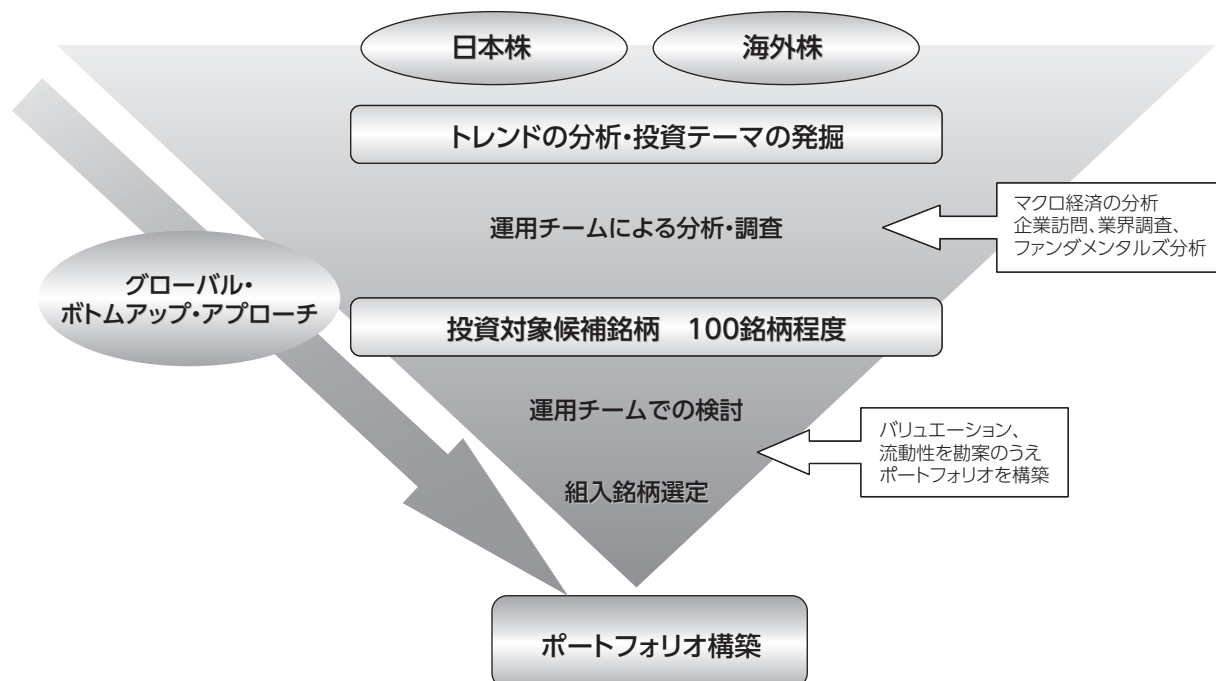 日本株
海外株
トレンドの分析・投資テーマの発掘
運用チームによる分析・調査
マクロ経済の分析
企業訪問、業界調査、
ファンダメンタルズ分析
グローバル・
ボトムアップ・アプローチ
投資対象候補銘柄　100銘柄程度
運用チームでの検討
バリュエーション、
流動性を勘案のうえ
ポートフォリオを構築
組入銘柄選定
ポートフォリオ構築